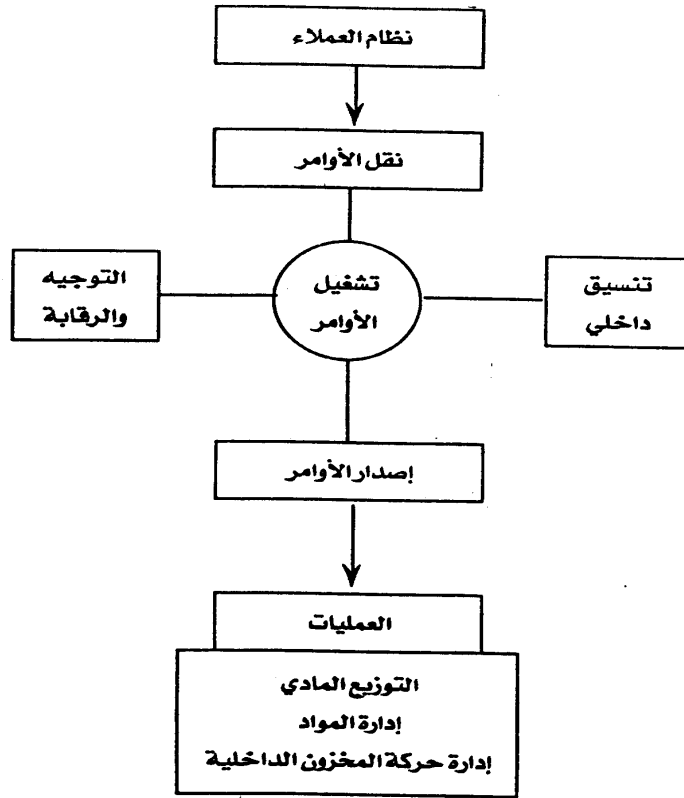 نظام العملاء
نقل الأوامر
تنسيق
داخلي
تشغيل
الأوامر
التوجيه
والرقابة
إصدار الأوامر
العمليات
التوزيع المادي
إدارة المواد
إدارة حركة المخزون الداخلية